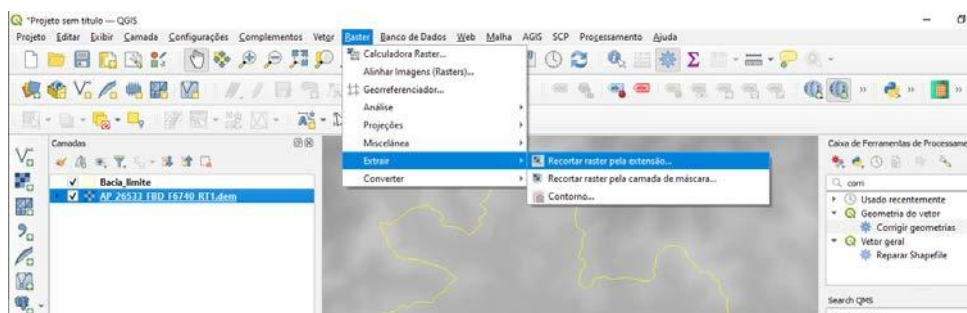 *Projeto sem título — QGIS
Projeto Editar Exibir Camada Configurações Complementos Vetor Raster Banco de Dados Web Malha AGIS SCP Processamento Ajuda
Calculadora Raster...
Alinhar Imagens (Rasters)...
Georreferenciador...
Análise
Projeções
Miscelânea
Extrair
Converter
Recortar raster pela extensão...
Recortar raster pela camada de máscara...
Contorno...
Camadas
Bacia_limite
AP_26533_FBD_F6740_RT1.dem
Caixa de Ferramentas de Processame
corri
Usado recentemente
Geometria do vetor
Corrigir geometrias
Vetor geral
Reparar Shapefile
Search QMS